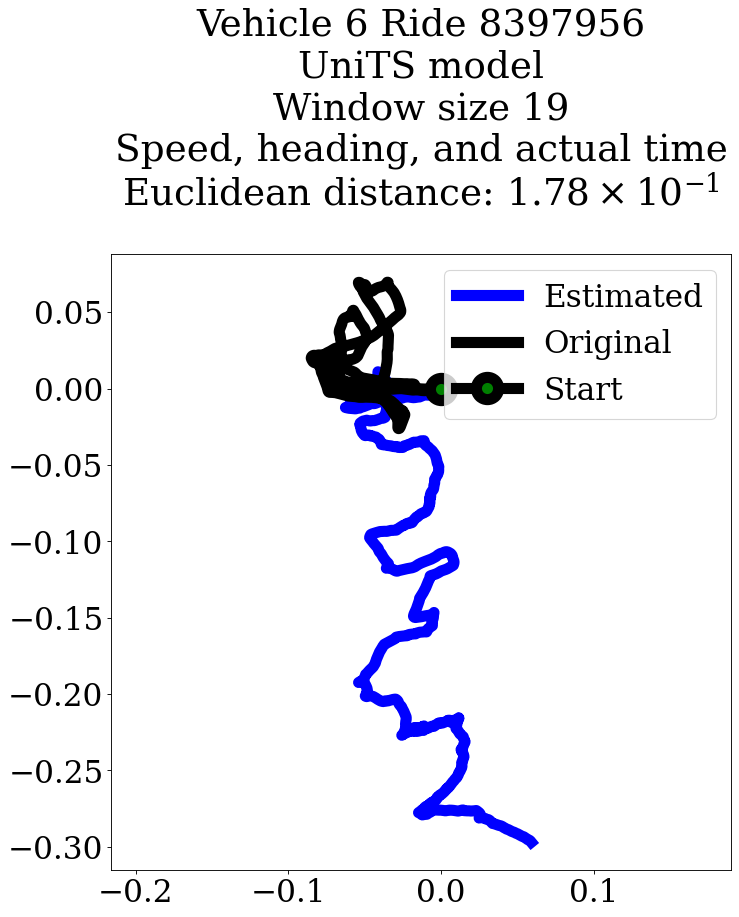 Vehicle 6 Ride 8397956
UniTS model
Window size 19
Speed, heading, and actual time
Euclidean distance: 1.78 × 10⁻¹
Estimated
Original
Start
0.05
0.00
−0.05
−0.10
−0.15
−0.20
−0.25
−0.30
−0.2 −0.1 0.0 0.1